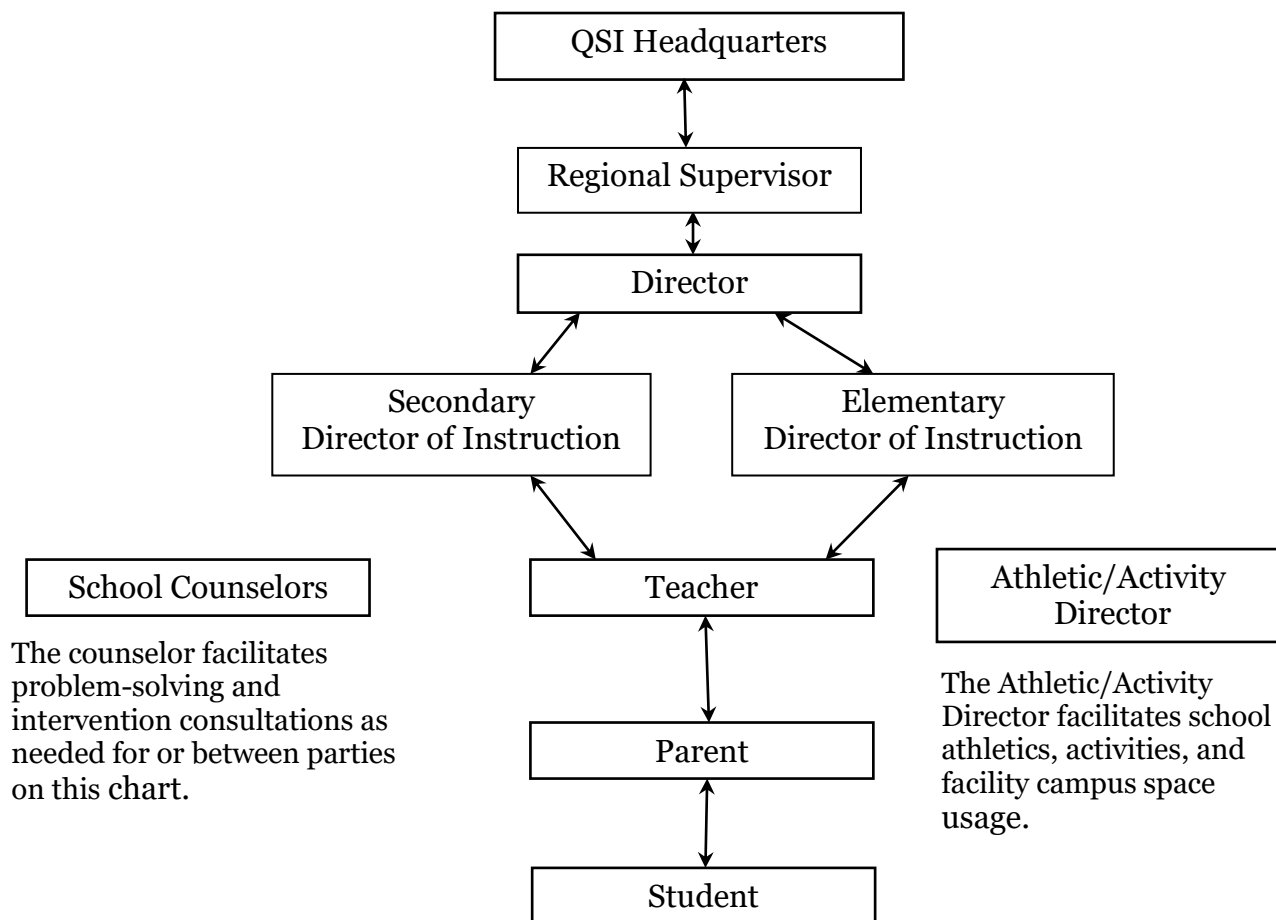 QSI Headquarters
Regional Supervisor
Director
Secondary
Director of Instruction
Elementary
Director of Instruction
School Counselors
The counselor facilitates
problem-solving and
intervention consultations as
needed for or between parties
on this chart.
Teacher
Athletic/Activity
Director
The Athletic/Activity
Director facilitates school
athletics, activities, and
facility campus space
usage.
Parent
Student